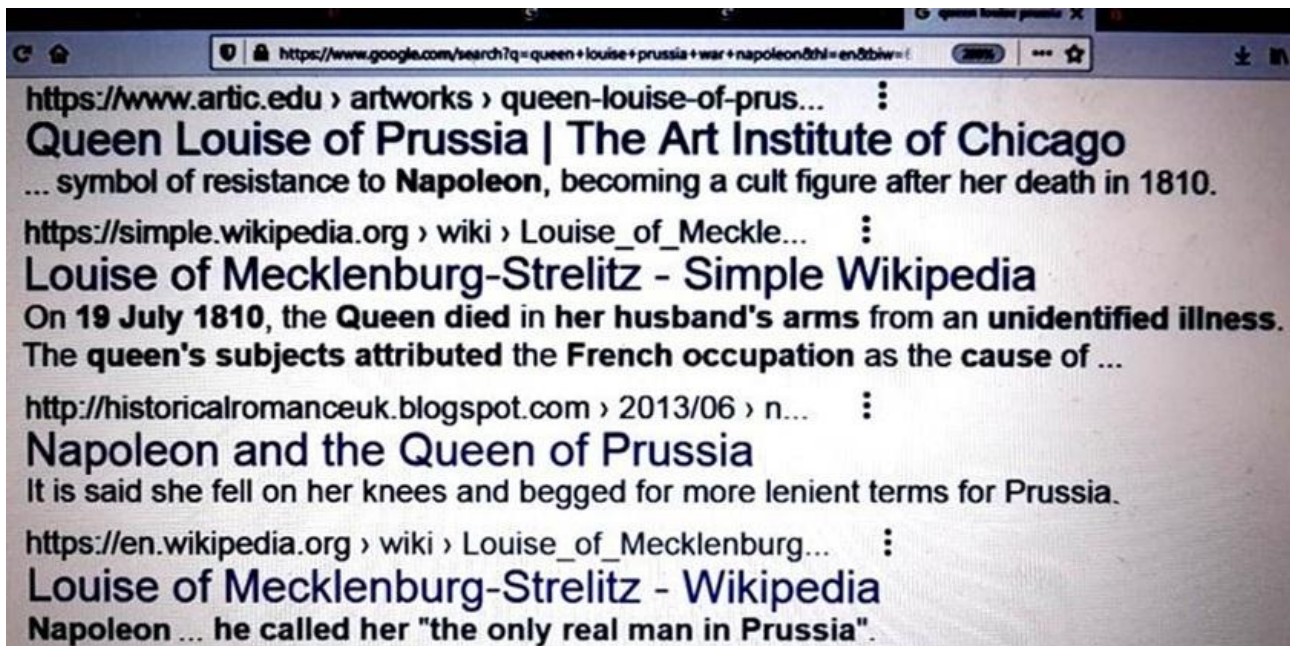 queen louise prussia
https://www.google.com/search?q=queen+louise+prussia+war+napoleon&hl=en&biw=
https://www.artic.edu › artworks › queen-louise-of-prus...
Queen Louise of Prussia | The Art Institute of Chicago
... symbol of resistance to Napoleon, becoming a cult figure after her death in 1810.
https://simple.wikipedia.org › wiki › Louise_of_Meckle...
Louise of Mecklenburg-Strelitz - Simple Wikipedia
On 19 July 1810, the Queen died in her husband's arms from an unidentified illness.
The queen's subjects attributed the French occupation as the cause of ...
http://historicalromanceuk.blogspot.com › 2013/06 › n...
Napoleon and the Queen of Prussia
It is said she fell on her knees and begged for more lenient terms for Prussia.
https://en.wikipedia.org › wiki › Louise_of_Mecklenburg...
Louise of Mecklenburg-Strelitz - Wikipedia
Napoleon ... he called her "the only real man in Prussia".